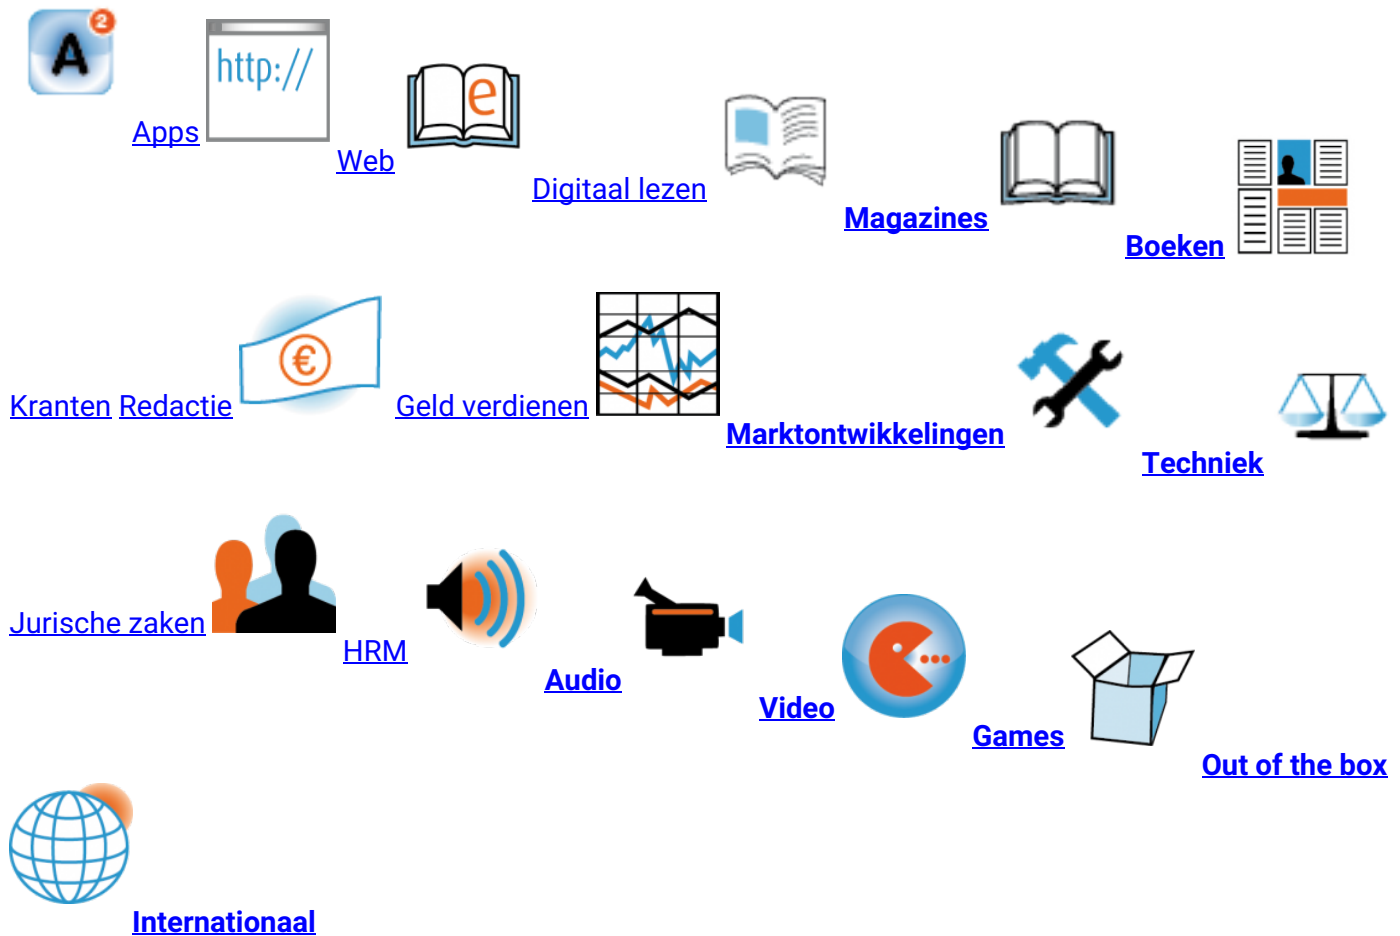 A 2
Apps
http://
Web
e
Digitaal lezen
Magazines
Boeken
Kranten Redactie
€
Geld verdienen
Marktontwikkelingen
Techniek
Jurische zaken
HRM
Audio
Video
Games
Out of the box
Internationaal